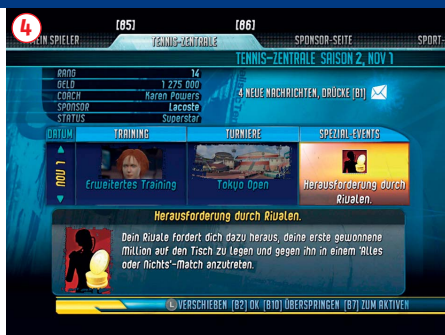 4
[B5] [B6]
MEIN SPIELER TENNIS-ZENTRALE SPONSOR-SEITE SPORT-
TENNIS-ZENTRALE SAISON 2, NOV 1
RANG 14
GELD 1 275 000
COACH Karen Powers
SPONSOR Lacoste
STATUS Superstar
4 NEUE NACHRICHTEN, DRÜCKE [B1]
DATUM TRAINING TURNIERE SPEZIAL-EVENTS
NOV 1
Erweitertes Training Tokyo Open Herausforderung durch
Rivalen.
Herausforderung durch Rivalen.
Dein Rivale fordert dich dazu heraus, deine erste gewonnene
Million auf den Tisch zu legen und gegen ihn in einem 'Alles
oder Nichts'-Match anzutreten.
L VERSCHIEBEN [B2] OK [B10] ÜBERSPRINGEN [B7] ZUM AKTIVEN